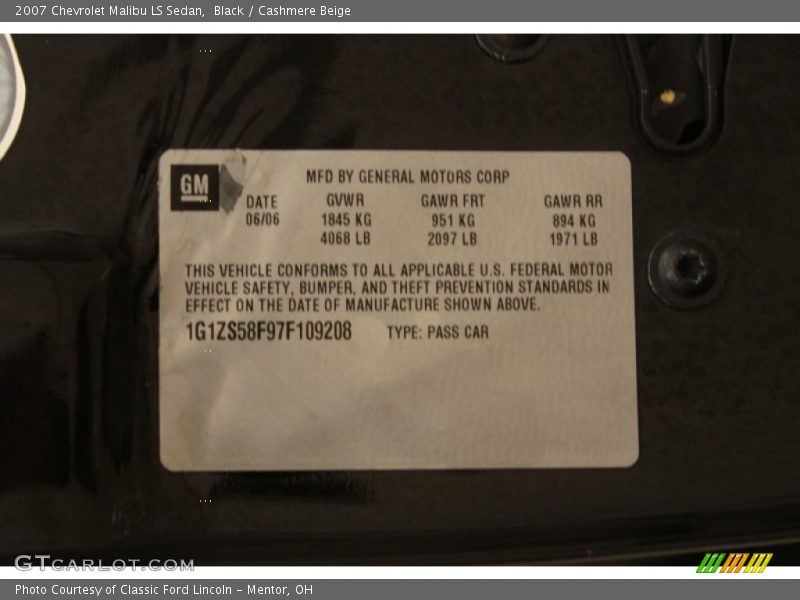 2007 Chevrolet Malibu LS Sedan,  Black / Cashmere Beige
GM
MFD BY GENERAL MOTORS CORP
DATE GVWR GAWR FRT GAWR RR
06/06 1845 KG 951 KG 894 KG
4068 LB 2097 LB 1971 LB
THIS VEHICLE CONFORMS TO ALL APPLICABLE U.S. FEDERAL MOTOR
VEHICLE SAFETY, BUMPER, AND THEFT PREVENTION STANDARDS IN
EFFECT ON THE DATE OF MANUFACTURE SHOWN ABOVE.
1G1ZS58F97F109208 TYPE: PASS CAR
GTCARLOT.COM
Photo Courtesy of Classic Ford Lincoln - Mentor, OH